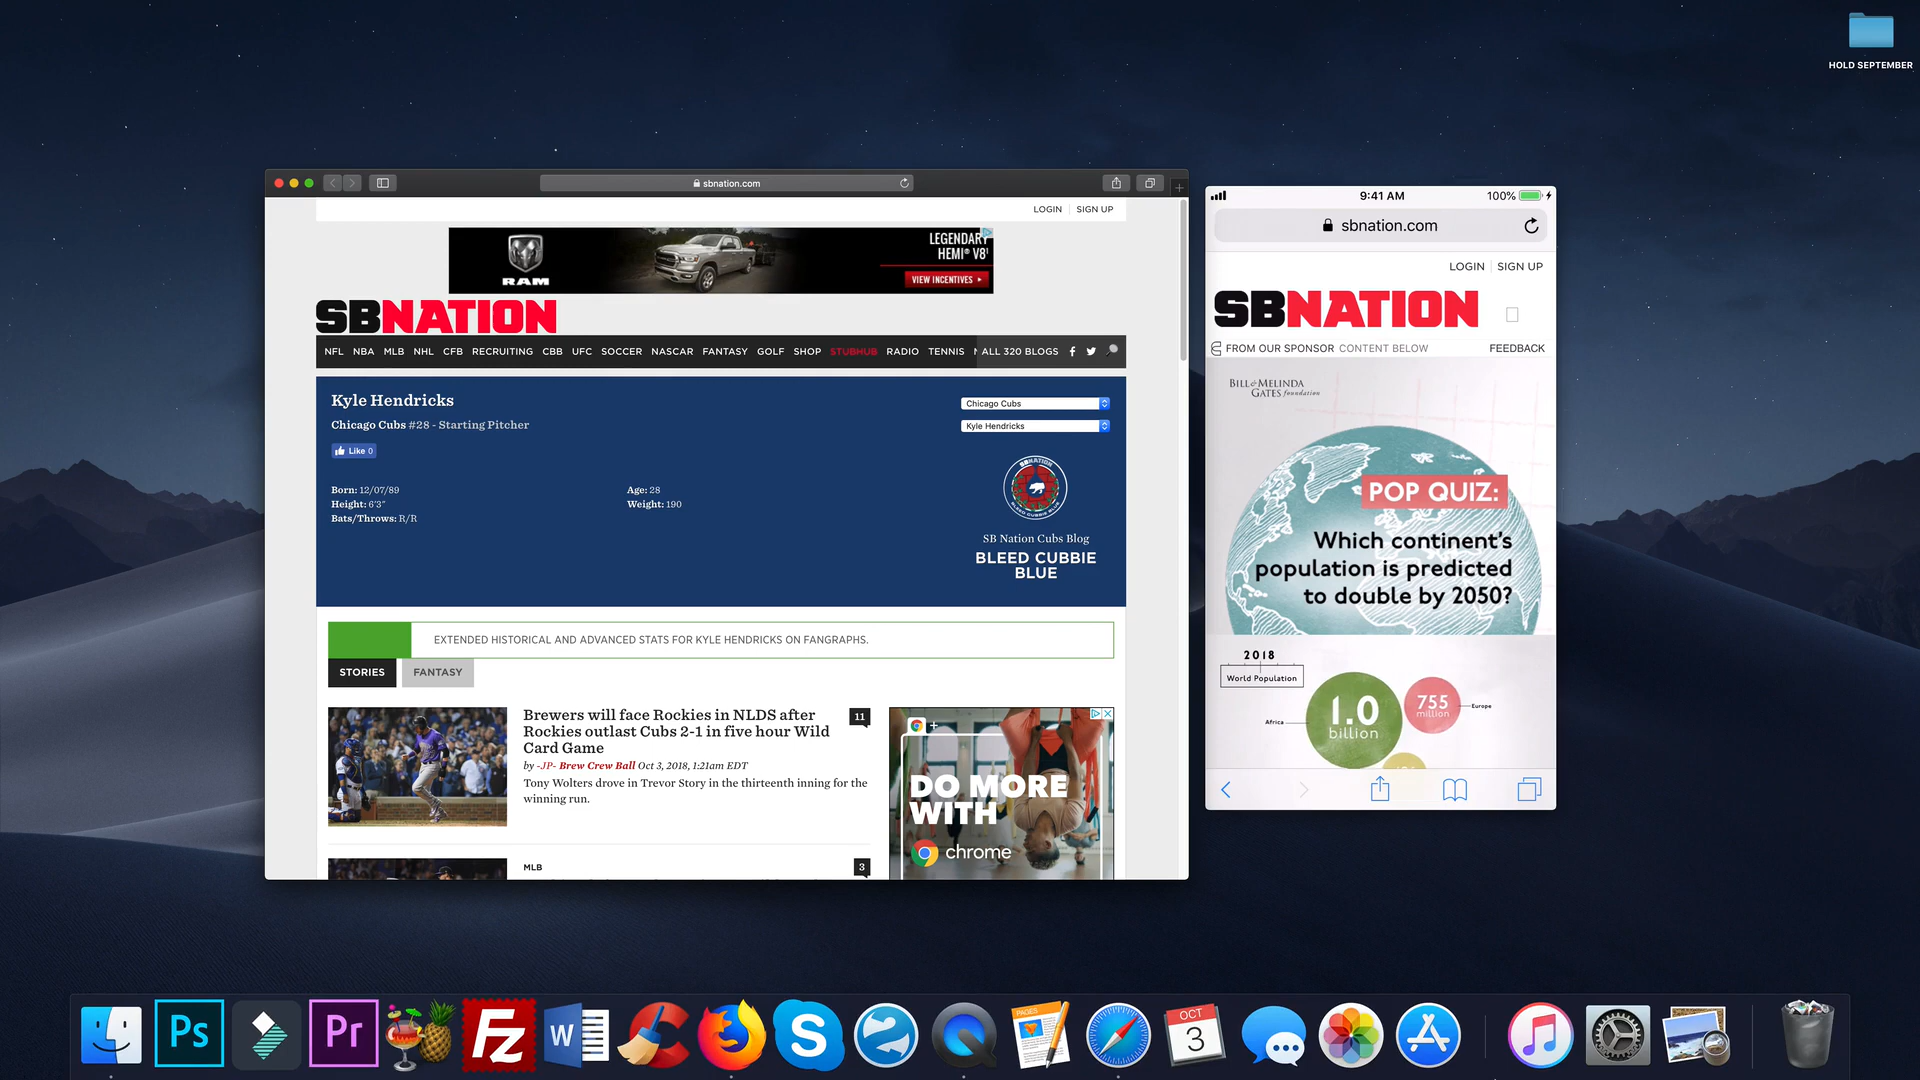 HOLD SEPTEMBER
sbnation.com
LOGIN SIGN UP
RAM
LEGENDARY
HEMI® V8
VIEW INCENTIVES
SBNATION
NFL NBA MLB NHL CFB RECRUITING CBB UFC SOCCER NASCAR FANTASY GOLF SHOP STUBHUB RADIO TENNIS ALL 320 BLOGS
Kyle Hendricks
Chicago Cubs #28 - Starting Pitcher
Like 0
Born: 12/07/89
Height: 6'3"
Bats/Throws: R/R
Age: 28
Weight: 190
Chicago Cubs
Kyle Hendricks
SBNATION
BLEED CUBBIE BLUE
SB Nation Cubs Blog
BLEED CUBBIE
BLUE
EXTENDED HISTORICAL AND ADVANCED STATS FOR KYLE HENDRICKS ON FANGRAPHS.
STORIES FANTASY
Brewers will face Rockies in NLDS after
Rockies outlast Cubs 2-1 in five hour Wild
Card Game
11
by -JP- Brew Crew Ball Oct 3, 2018, 1:21am EDT
Tony Wolters drove in Trevor Story in the thirteenth inning for the
winning run.
MLB
3
DO MORE
WITH
chrome
9:41 AM
100%
sbnation.com
LOGIN SIGN UP
SBNATION
FROM OUR SPONSOR CONTENT BELOW
FEEDBACK
BILL & MELINDA
GATES foundation
POP QUIZ:
Which continent's
population is predicted
to double by 2050?
2018
World Population
Africa
1.0
billion
755
million
Europe
Ps
Pr
Fz
W
S
PAGES
OCT
3